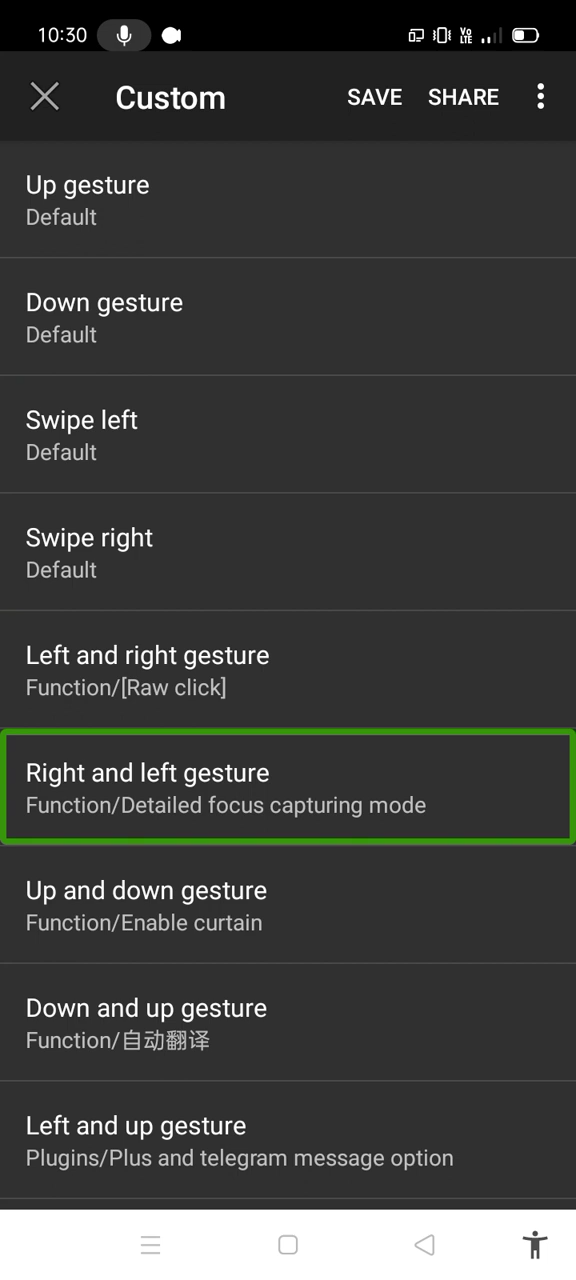 10:30
VO LTE
Custom
SAVE SHARE
Up gesture
Default
Down gesture
Default
Swipe left
Default
Swipe right
Default
Left and right gesture
Function/[Raw click]
Right and left gesture
Function/Detailed focus capturing mode
Up and down gesture
Function/Enable curtain
Down and up gesture
Function/自动翻译
Left and up gesture
Plugins/Plus and telegram message option